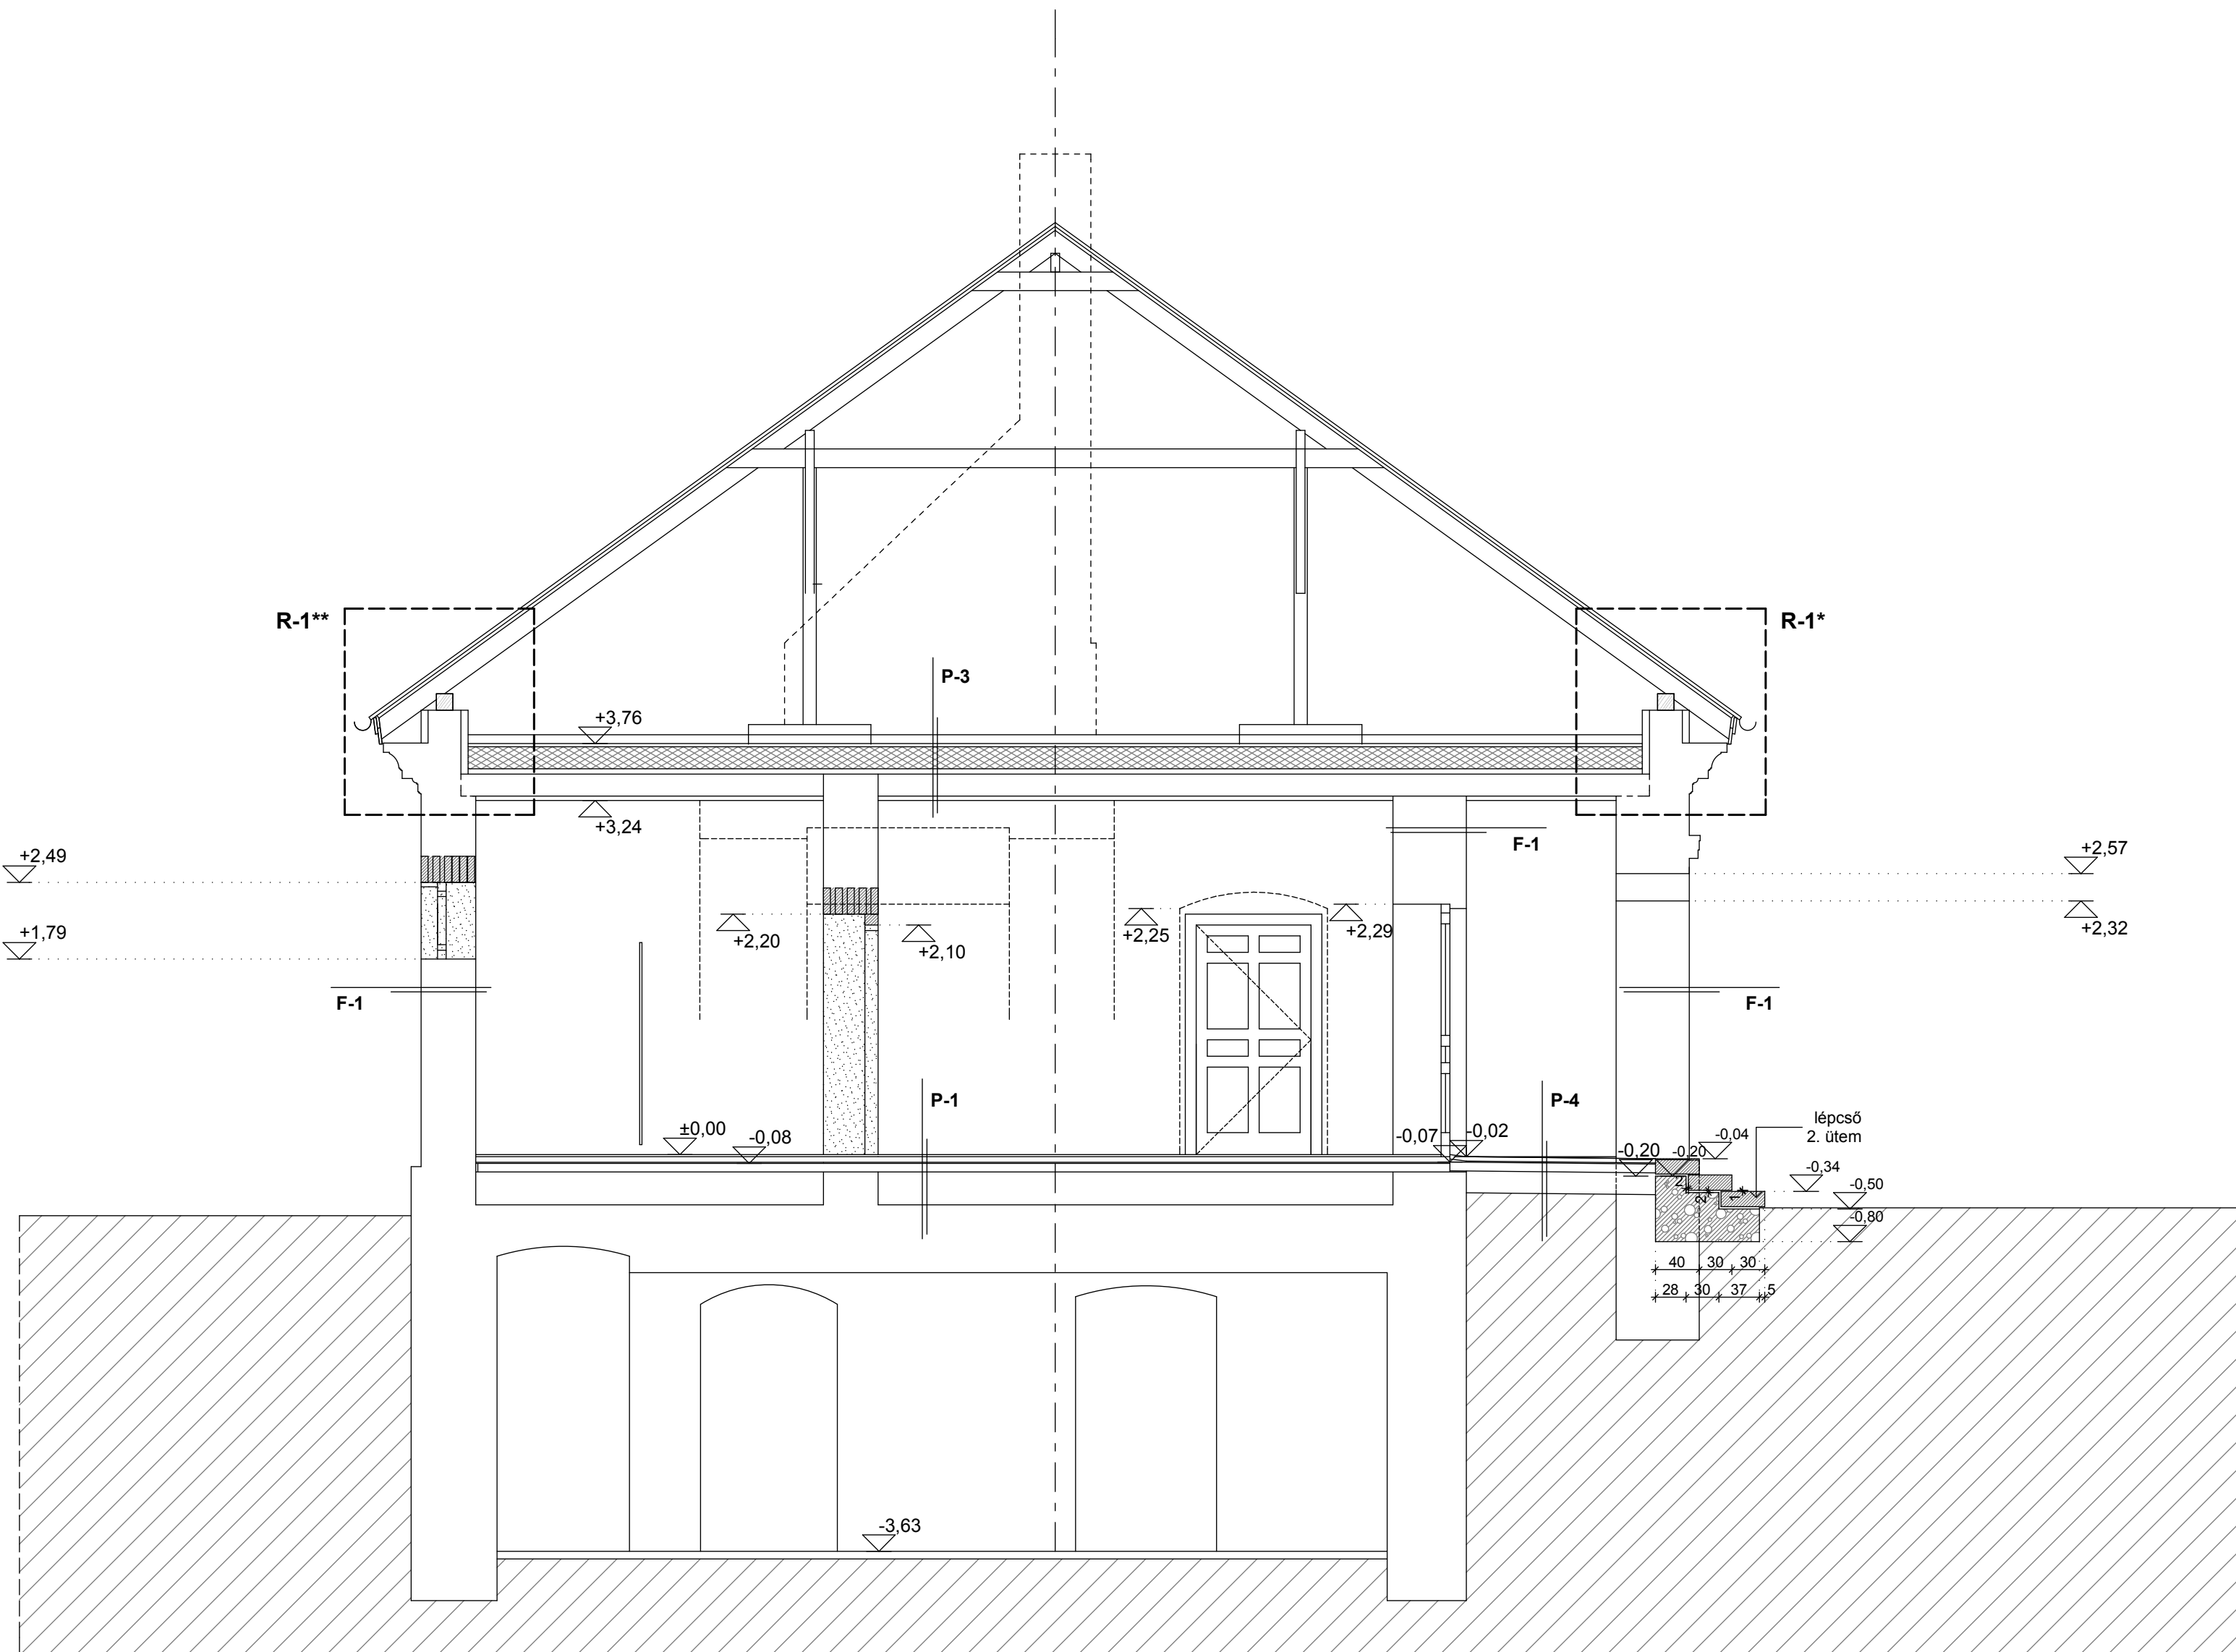 R-1**
R-1*
P-3
+3,76
+3,24
F-1
+2,49
+2,57
+1,79
+2,20
+2,10
+2,25
+2,29
+2,32
F-1
F-1
P-1
P-4
lépcső
2. ütem
±0,00
-0,08
-0,07
-0,02
-0,20
-0,20
-0,04
-0,34
-0,50
-0,80
2
2
1
40 30 30
28 30 37 5
-3,63